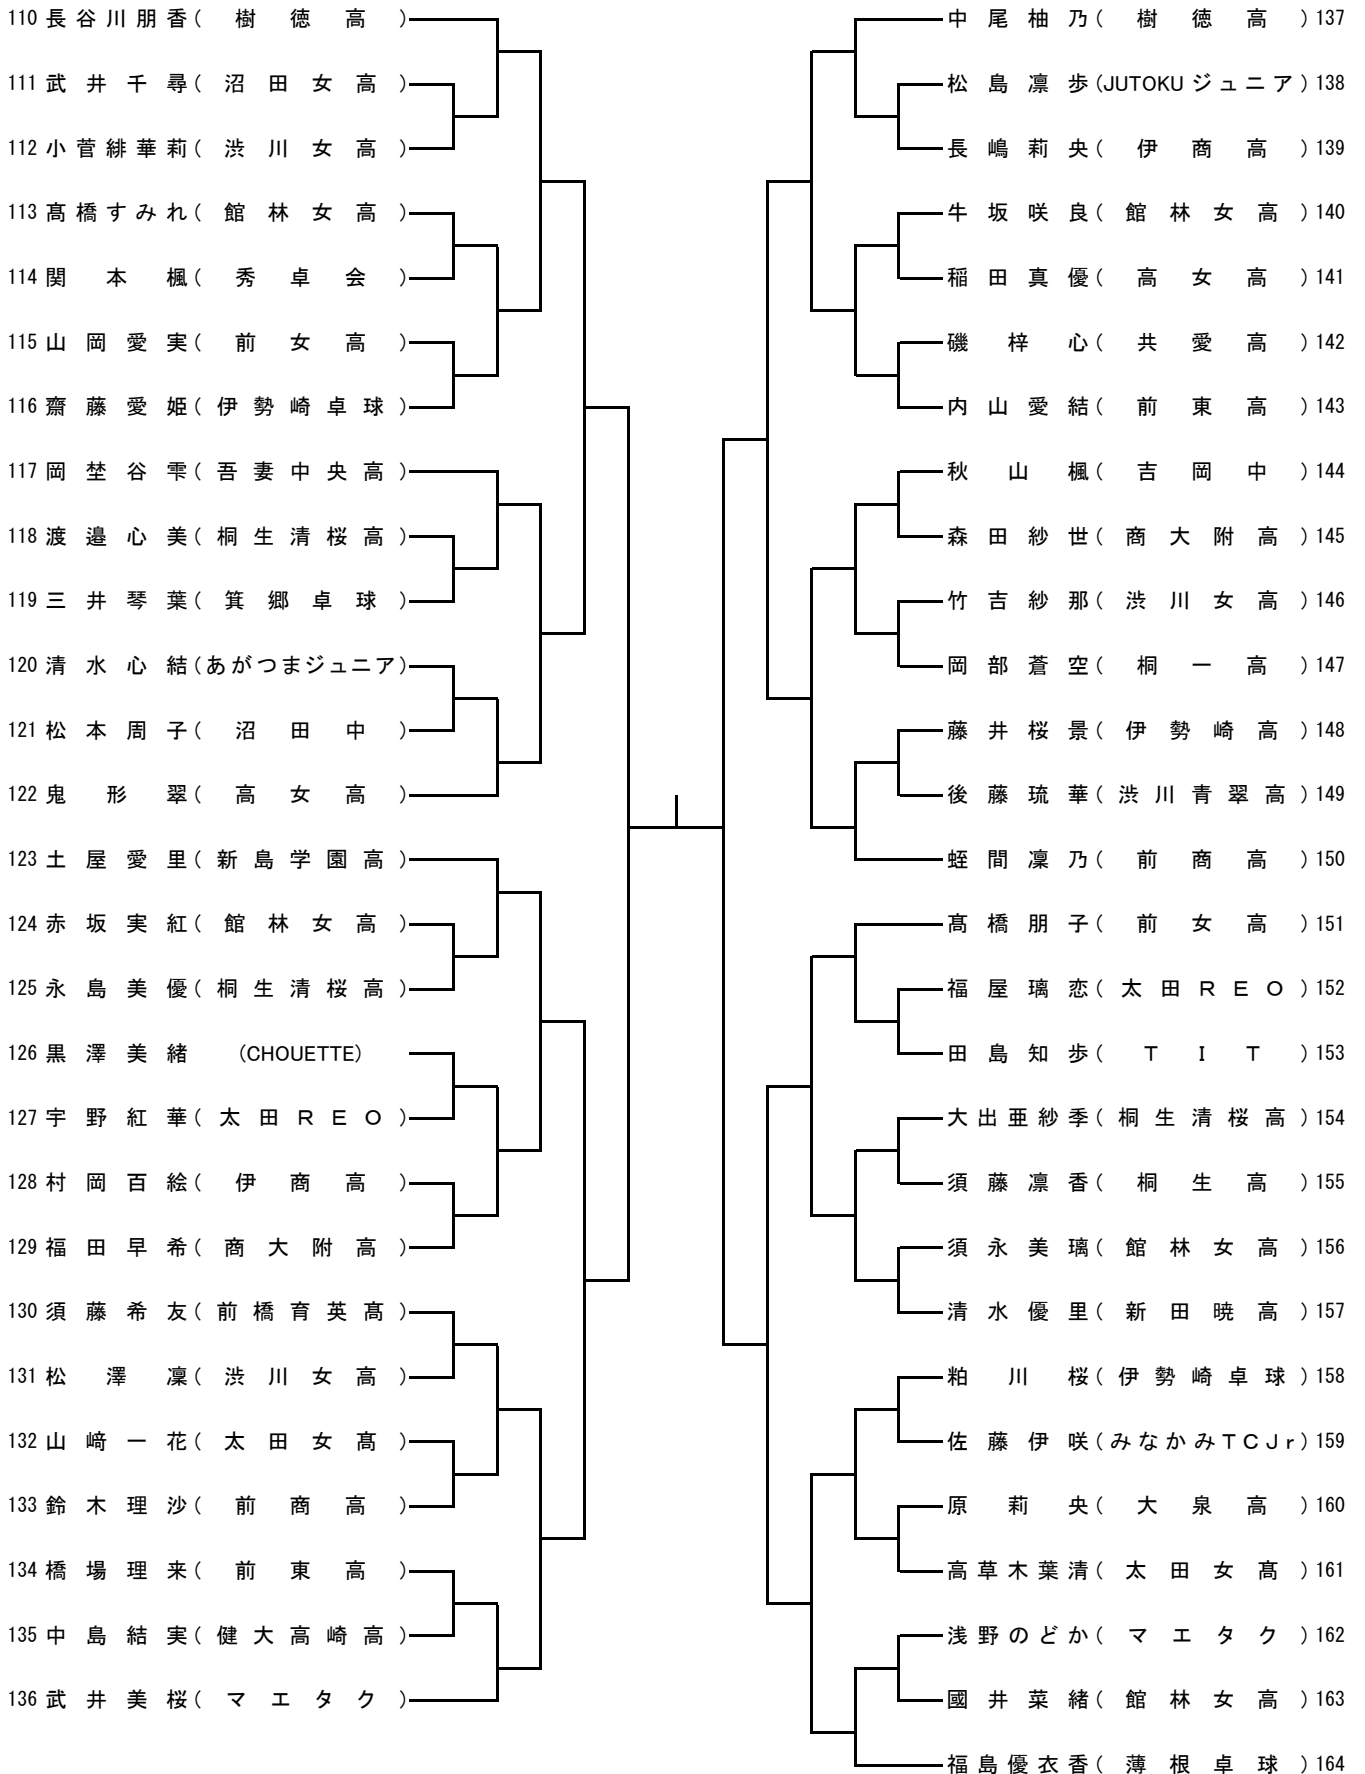 110 長谷川朋香（樹徳高）
111 武井千尋（沼田女高）
112 小菅緋華莉（渋川女高）
113 髙橋すみれ（館林女高）
114 関本楓（秀卓会）
115 山岡愛実（前女高）
116 齋藤愛姫（伊勢崎卓球）
117 岡埜谷雫（吾妻中央高）
118 渡邉心美（桐生清桜高）
119 三井琴葉（箕郷卓球）
120 清水心結（あがつまジュニア）
121 松本周子（沼田中）
122 鬼形翠（高女高）
123 土屋愛里（新島学園高）
124 赤坂実紅（館林女高）
125 永島美優（桐生清桜高）
126 黒澤美緒（CHOUETTE）
127 宇野紅華（太田ＲＥＯ）
128 村岡百絵（伊商高）
129 福田早希（商大附高）
130 須藤希友（前橋育英髙）
131 松澤凜（渋川女高）
132 山﨑一花（太田女髙）
133 鈴木理沙（前商高）
134 橋場理来（前東高）
135 中島結実（健大高崎高）
136 武井美桜（マエタク）
中尾柚乃（樹徳高）137
松島凛歩（JUTOKUジュニア）138
長嶋莉央（伊商高）139
牛坂咲良（館林女高）140
稲田真優（高女高）141
磯梓心（共愛高）142
内山愛結（前東高）143
秋山楓（吉岡中）144
森田紗世（商大附高）145
竹吉紗那（渋川女高）146
岡部蒼空（桐一高）147
藤井桜景（伊勢崎高）148
後藤琉華（渋川青翠高）149
蛭間凜乃（前商高）150
髙橋朋子（前女高）151
福屋璃恋（太田ＲＥＯ）152
田島知歩（ＴＩＴ）153
大出亜紗季（桐生清桜高）154
須藤凛香（桐生高）155
須永美璃（館林女高）156
清水優里（新田暁高）157
粕川桜（伊勢崎卓球）158
佐藤伊咲（みなかみＴＣＪｒ）159
原莉央（大泉高）160
高草木葉清（太田女髙）161
浅野のどか（マエタク）162
國井菜緒（館林女高）163
福島優衣香（薄根卓球）164